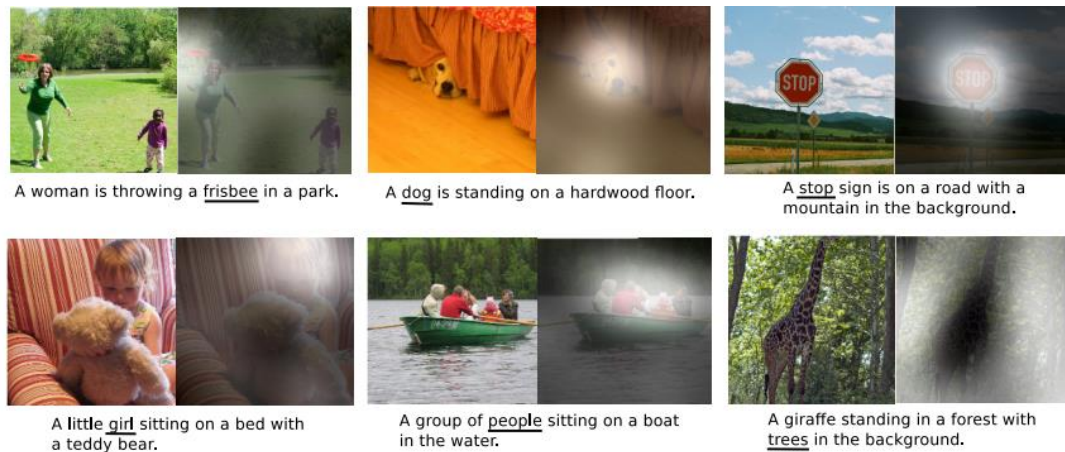 STOP
STOP
A woman is throwing a frisbee in a park.
A dog is standing on a hardwood floor.
A stop sign is on a road with a
mountain in the background.
A little girl sitting on a bed with
a teddy bear.
A group of people sitting on a boat
in the water.
A giraffe standing in a forest with
trees in the background.